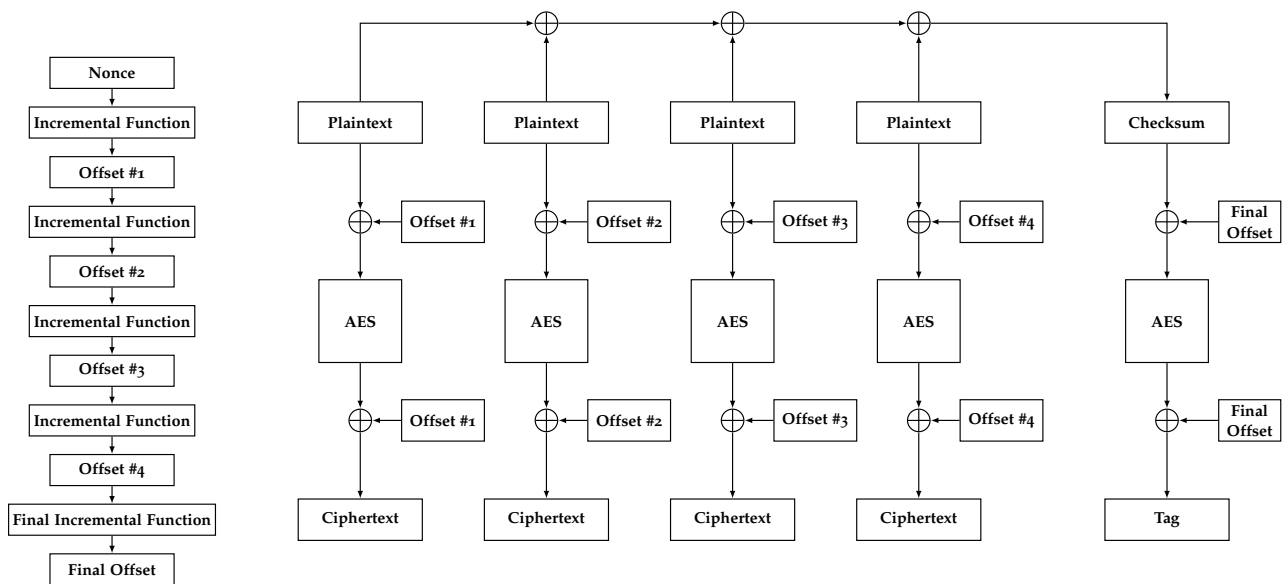 Nonce
Incremental Function
Offset #1
Incremental Function
Offset #2
Incremental Function
Offset #3
Incremental Function
Offset #4
Final Incremental Function
Final Offset
Plaintext
Plaintext
Plaintext
Plaintext
Checksum
Offset #1
Offset #2
Offset #3
Offset #4
Final
Offset
AES
AES
AES
AES
AES
Offset #1
Offset #2
Offset #3
Offset #4
Final
Offset
Ciphertext
Ciphertext
Ciphertext
Ciphertext
Tag